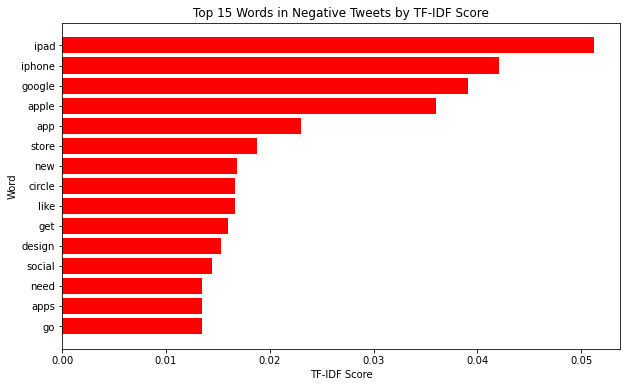 Top 15 Words in Negative Tweets by TF-IDF Score
Word
ipad
iphone
google
apple
app
store
new
circle
like
get
design
social
need
apps
go
0.00 0.01 0.02 0.03 0.04 0.05
TF-IDF Score